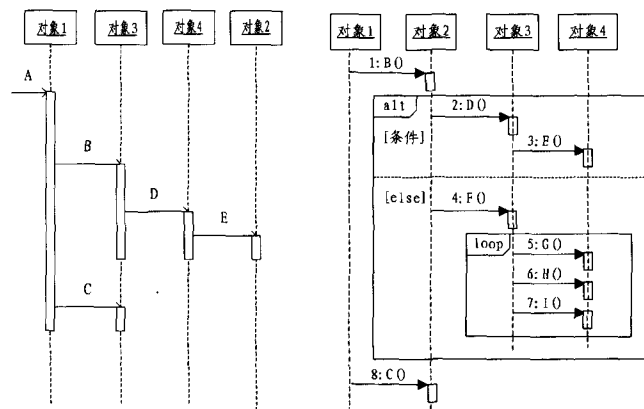 对象1
对象3
对象4
对象2
A
B
D
E
C
对象1
对象2
对象3
对象4
1:B()
alt
2:D()
[条件]
3:E()
[else]
4:F()
loop
5:G()
6:H()
7:I()
8:C()